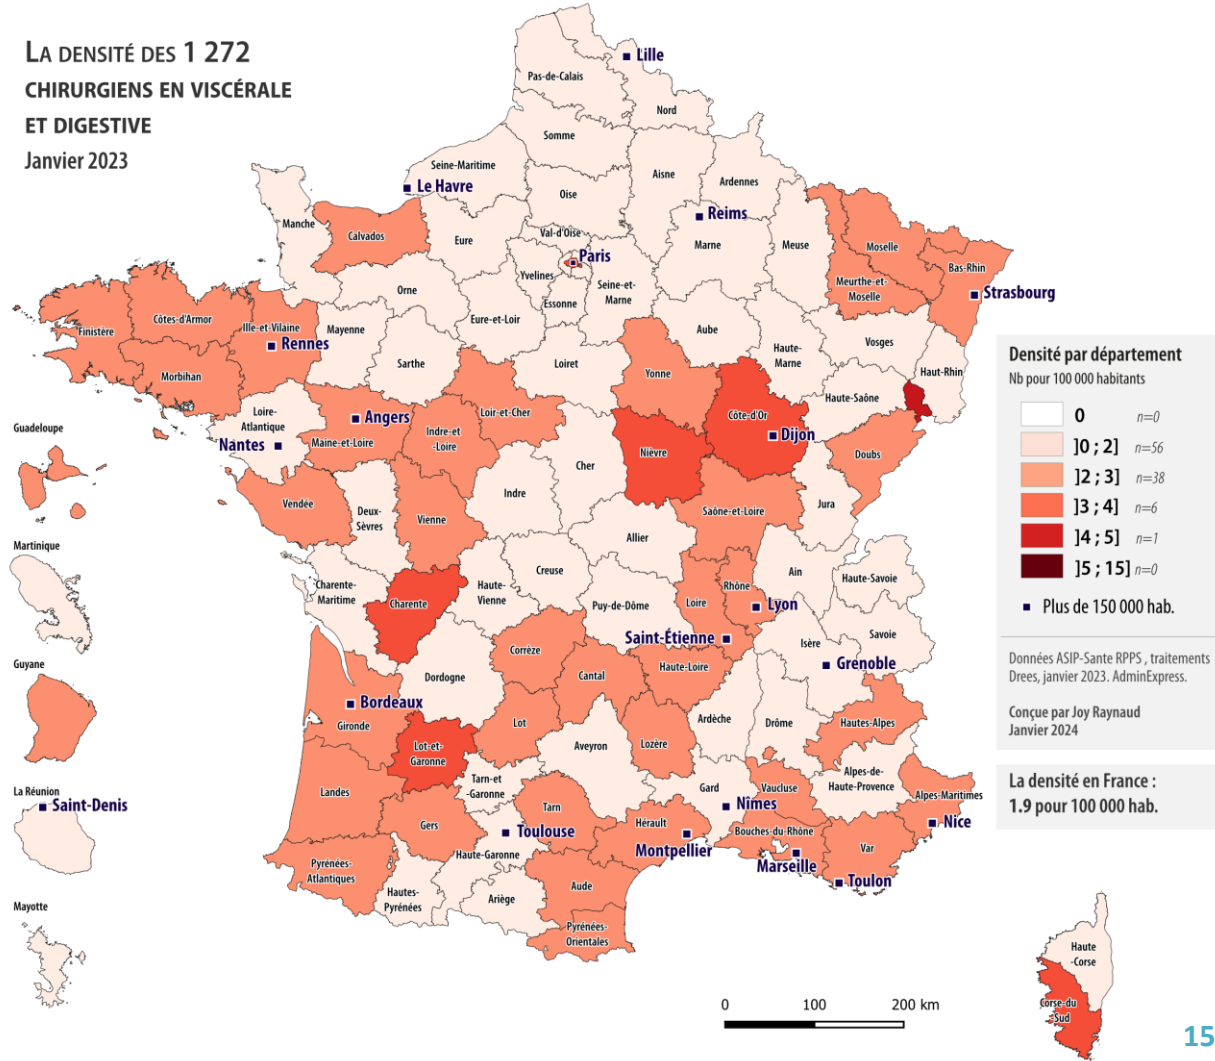 LA DENSITÉ DES 1 272
CHIRURGIENS EN VISCÉRALE
ET DIGESTIVE
Janvier 2023
Lille
Pas-de-Calais
Nord
Somme
Seine-Maritime
Le Havre
Aisne
Ardennes
Oise
Reims
Manche
Calvados
Eure
Val-d'Oise
Paris
Marne
Meuse
Moselle
Bas-Rhin
Yvelines
Seine-et-
Marne
Essonne
Meurthe-et-
Moselle
Strasbourg
Orne
Finistère
Côtes-d'Armor
Ille-et-Vilaine
Rennes
Mayenne
Eure-et-Loir
Aube
Vosges
Haute-
Marne
Sarthe
Loiret
Morbihan
Yonne
Haut-Rhin
Haute-Saône
Loire-
Atlantique
Angers
Loir-et-Cher
Côte-d'Or
Dijon
Nantes
Maine-et-Loire
Indre-et
-Loire
Nièvre
Doubs
Cher
Indre
Vendée
Deux-
Sèvres
Vienne
Saône-et-Loire
Jura
Allier
Charente-
Maritime
Charente
Haute-
Vienne
Creuse
Puy-de-Dôme
Loire
Rhône
Lyon
Ain
Haute-Savoie
Saint-Étienne
Isère
Savoie
Grenoble
Corrèze
Cantal
Haute-Loire
Dordogne
Bordeaux
Gironde
Lot
Lot-et-
Garonne
Aveyron
Lozère
Ardèche
Drôme
Hautes-Alpes
Landes
Tarn-et
-Garonne
Gard
Nîmes
Vaucluse
Alpes-de-
Haute-Provence
Alpes-Maritimes
Nice
Gers
Toulouse
Tarn
Hérault
Montpellier
Bouches-du-Rhône
Marseille
Var
Toulon
Haute-Garonne
Pyrénées-
Atlantiques
Hautes-
Pyrénées
Ariège
Aude
Pyrénées-
Orientales
Haute
-Corse
Corse-du
-Sud
Guadeloupe
Martinique
Guyane
La Réunion
Saint-Denis
Mayotte
Densité par département
Nb pour 100 000 habitants
0 n=0
]0 ; 2] n=56
]2 ; 3] n=38
]3 ; 4] n=6
]4 ; 5] n=1
]5 ; 15] n=0
Plus de 150 000 hab.
Données ASIP-Sante RPPS , traitements
Drees, janvier 2023. AdminExpress.
Conçue par Joy Raynaud
Janvier 2024
La densité en France :
1.9 pour 100 000 hab.
0 100 200 km
15